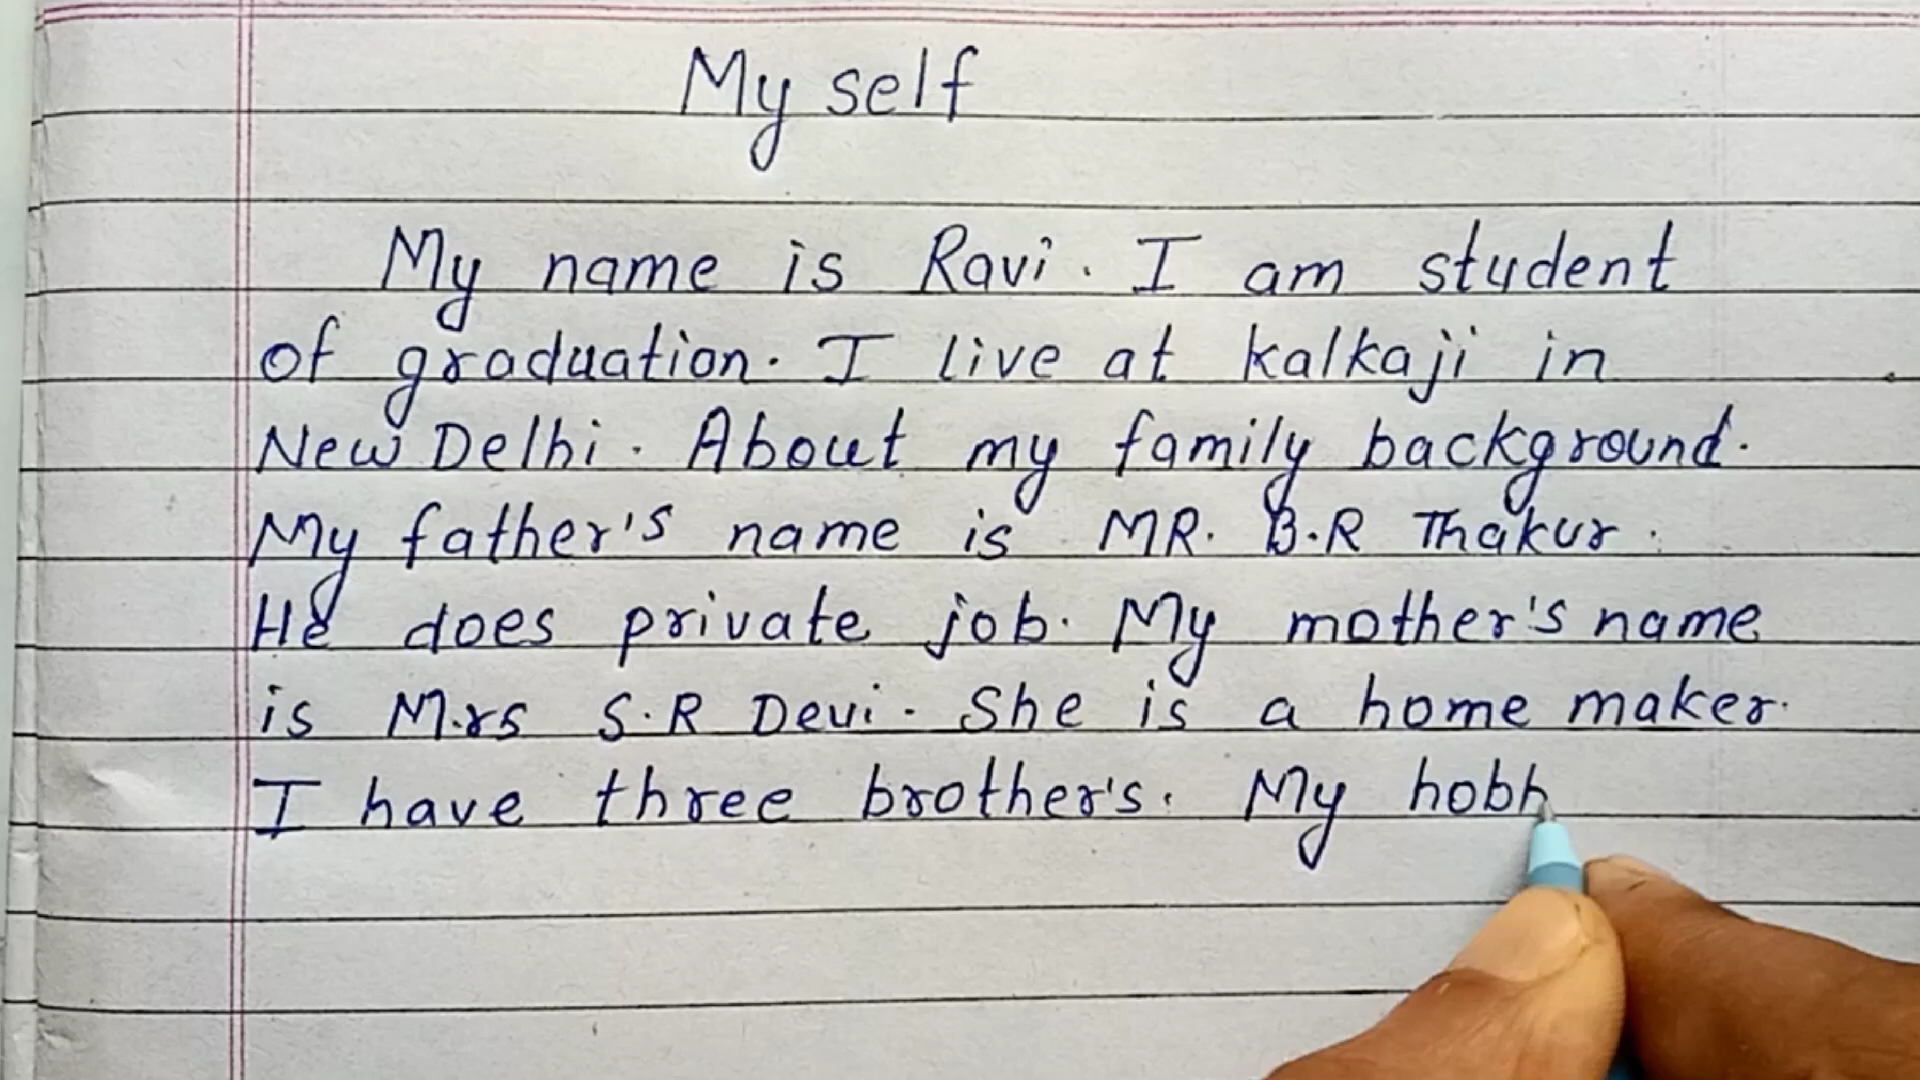 My self
My name is Ravi. I am student
of graduation. I live at kalkaji in
New Delhi. About my family background.
My father's name is MR. B.R Thakur.
He does private job. My mother's name
is M.rs S.R Devi. She is a home maker.
I have three brother's. My hobb